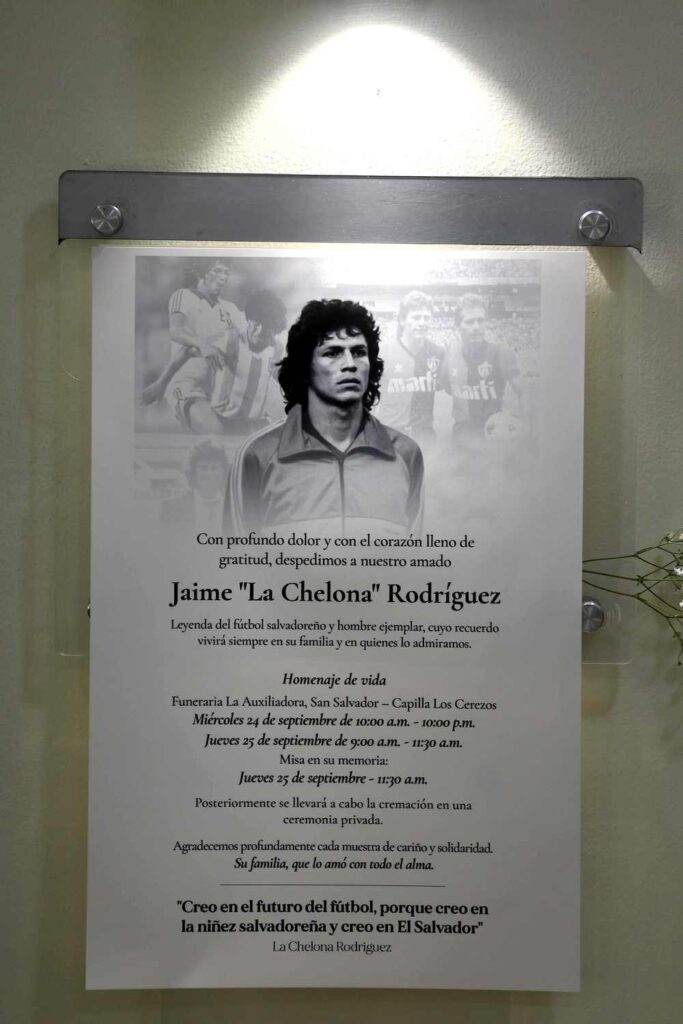 marti
marti
Con profundo dolor y con el corazón lleno de
gratitud, despedimos a nuestro amado
Jaime "La Chelona" Rodríguez
Leyenda del fútbol salvadoreño y hombre ejemplar, cuyo recuerdo
vivirá siempre en su familia y en quienes lo admiramos.
Homenaje de vida
Funeraria La Auxiliadora, San Salvador – Capilla Los Cerezos
Miércoles 24 de septiembre de 10:00 a.m. - 10:00 p.m.
Jueves 25 de septiembre de 9:00 a.m. - 11:30 a.m.
Misa en su memoria:
Jueves 25 de septiembre - 11:30 a.m.
Posteriormente se llevará a cabo la cremación en una
ceremonia privada.
Agradecemos profundamente cada muestra de cariño y solidaridad.
Su familia, que lo amó con todo el alma.
"Creo en el futuro del fútbol, porque creo en
la niñez salvadoreña y creo en El Salvador"
La Chelona Rodríguez